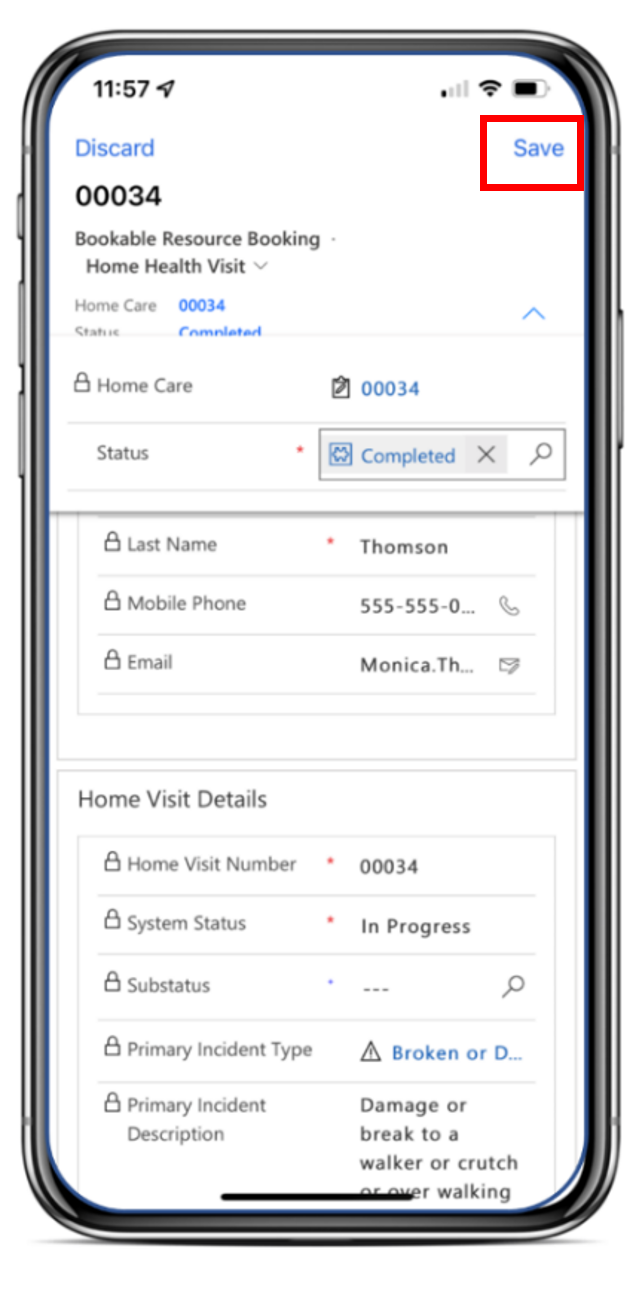 11:57
Discard Save
00034
Bookable Resource Booking ·
Home Health Visit
Home Care 00034
Status Completed
Home Care 00034
Status * Completed
Last Name * Thomson
Mobile Phone 555-555-0...
Email Monica.Th...
Home Visit Details
Home Visit Number * 00034
System Status * In Progress
Substatus * ---
Primary Incident Type Broken or D...
Primary Incident Damage or
Description break to a
walker or crutch
or over walking